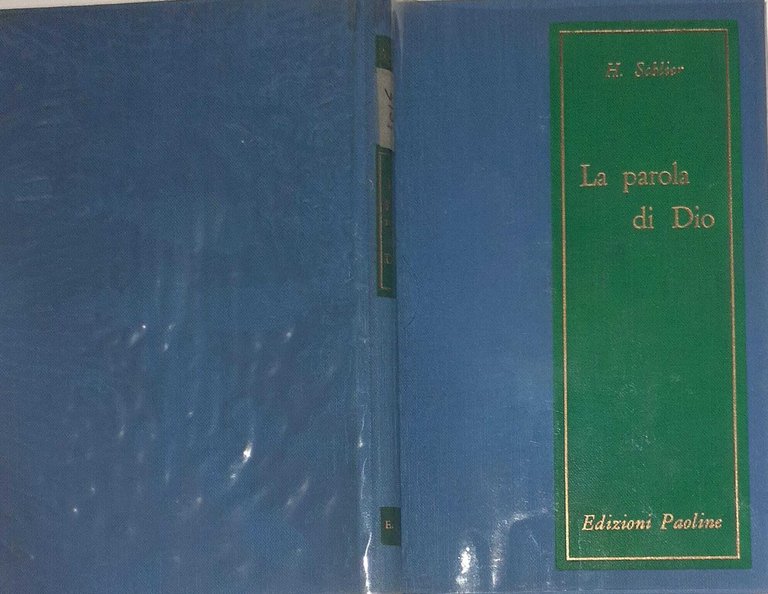 H. Schlier
La parola
di Dio
Edizioni Paoline
E.